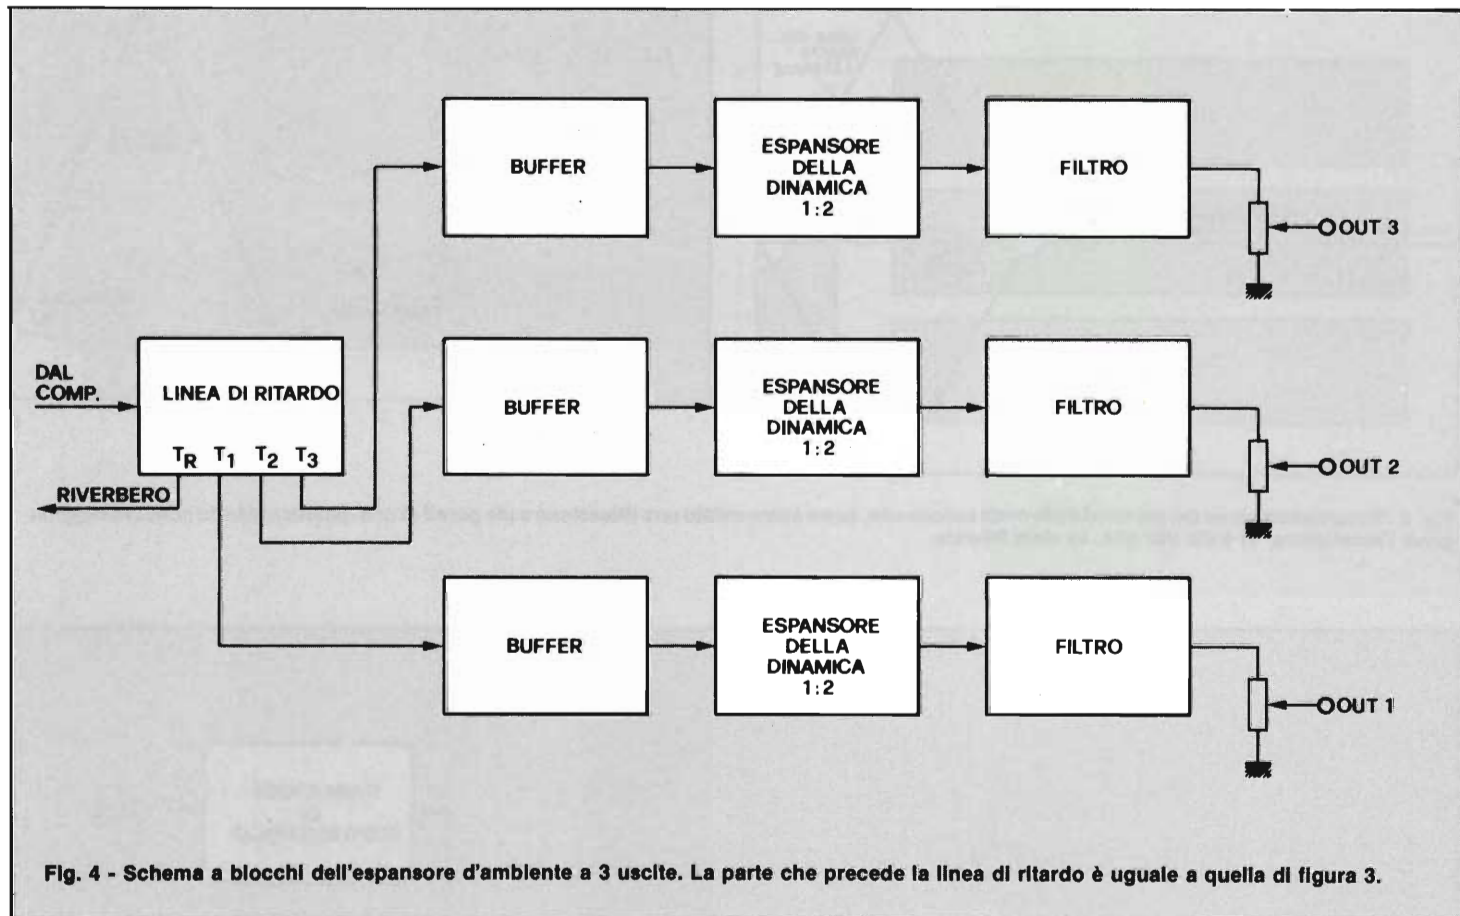 BUFFER
ESPANSORE
DELLA
DINAMICA
1:2
FILTRO
OUT 3
DAL
COMP.
LINEA DI RITARDO
TR T1 T2 T3
RIVERBERO
BUFFER
ESPANSORE
DELLA
DINAMICA
1:2
FILTRO
OUT 2
BUFFER
ESPANSORE
DELLA
DINAMICA
1:2
FILTRO
OUT 1
Fig. 4 - Schema a blocchi dell'espansore d'ambiente a 3 uscite. La parte che precede la linea di ritardo è uguale a quella di figura 3.